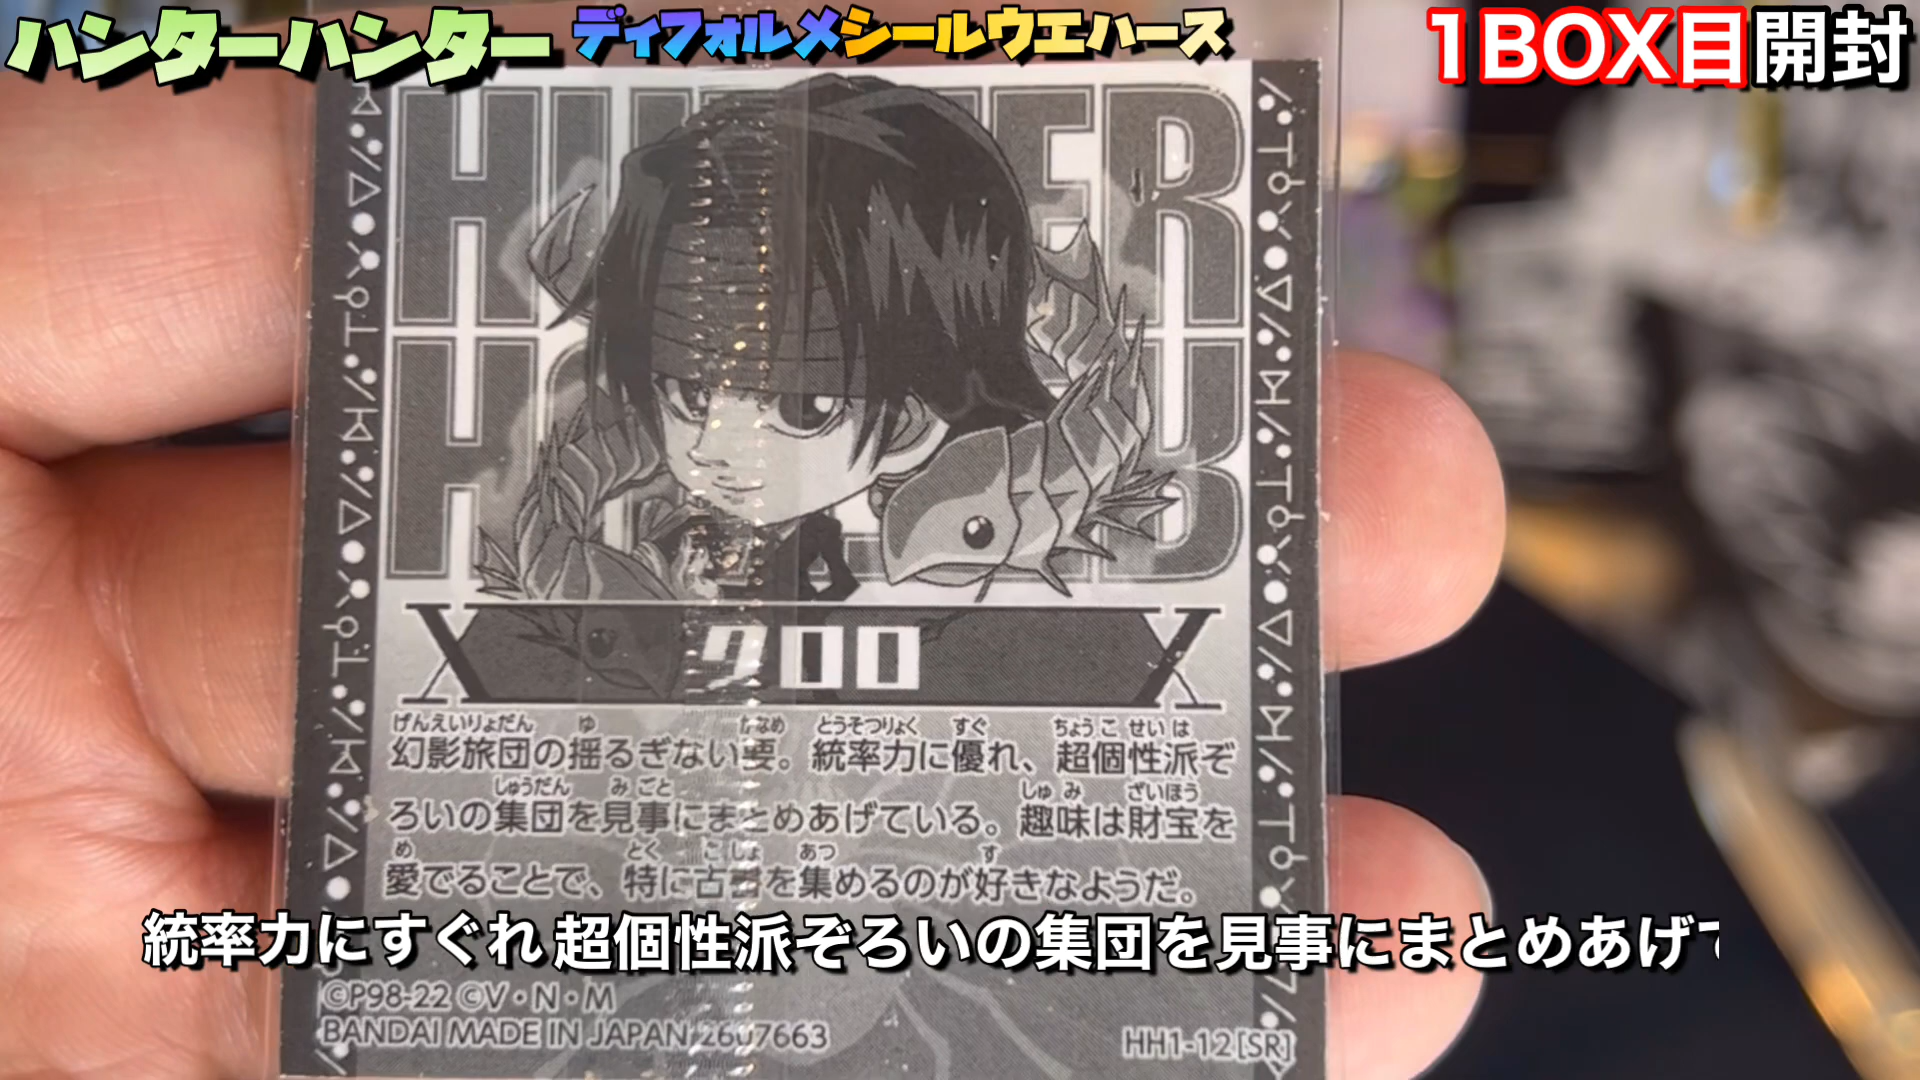 ハンターハンター ディフォルメシールウエハース 1BOX目開封
HUNTER
クロロ
げんえいりょだん ゆ かなめ とうそつりょく すぐ ちょうこせいは
幻影旅団の揺るぎない要。統率力に優れ、超個性派ぞ
しゅうだん みごと しゅみ ざいほう
ろいの集団を見事にまとめあげている。趣味は財宝を
め とく こしょ あつ す
愛でることで、特に古書を集めるのが好きなようだ。
統率力にすぐれ 超個性派ぞろいの集団を見事にまとめあげて
©P98-22 ©V・N・M
BANDAI MADE IN JAPAN 2607663
HH1-12[SR]